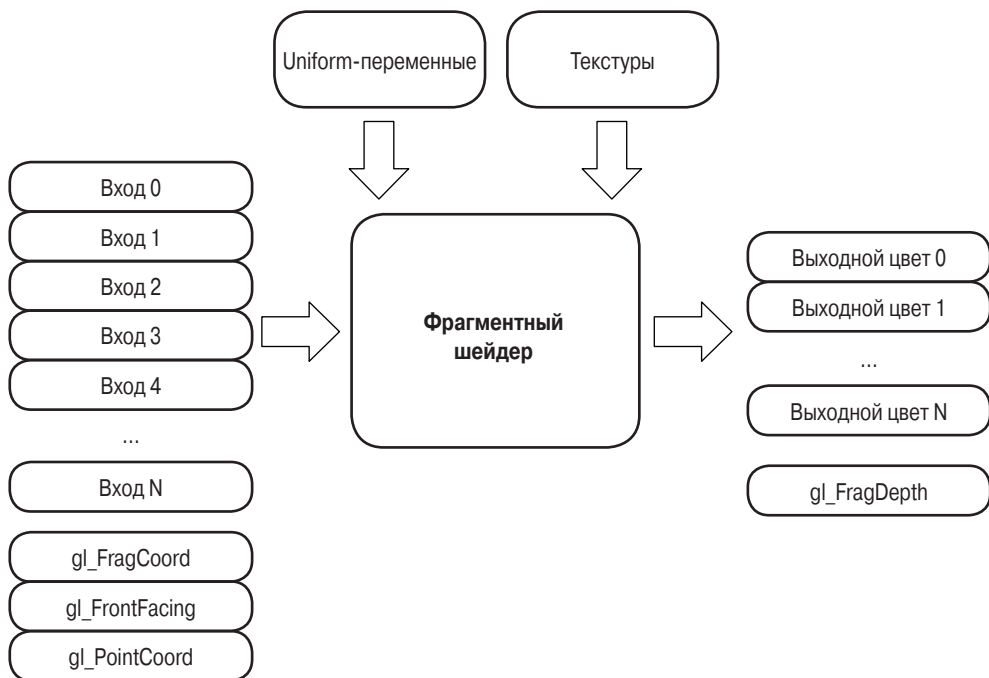 Uniform-переменные
Текстуры
Вход 0
Вход 1
Вход 2
Вход 3
Вход 4
...
Вход N
gl_FragCoord
gl_FrontFacing
gl_PointCoord
Фрагментный
шейдер
Выходной цвет 0
Выходной цвет 1
...
Выходной цвет N
gl_FragDepth